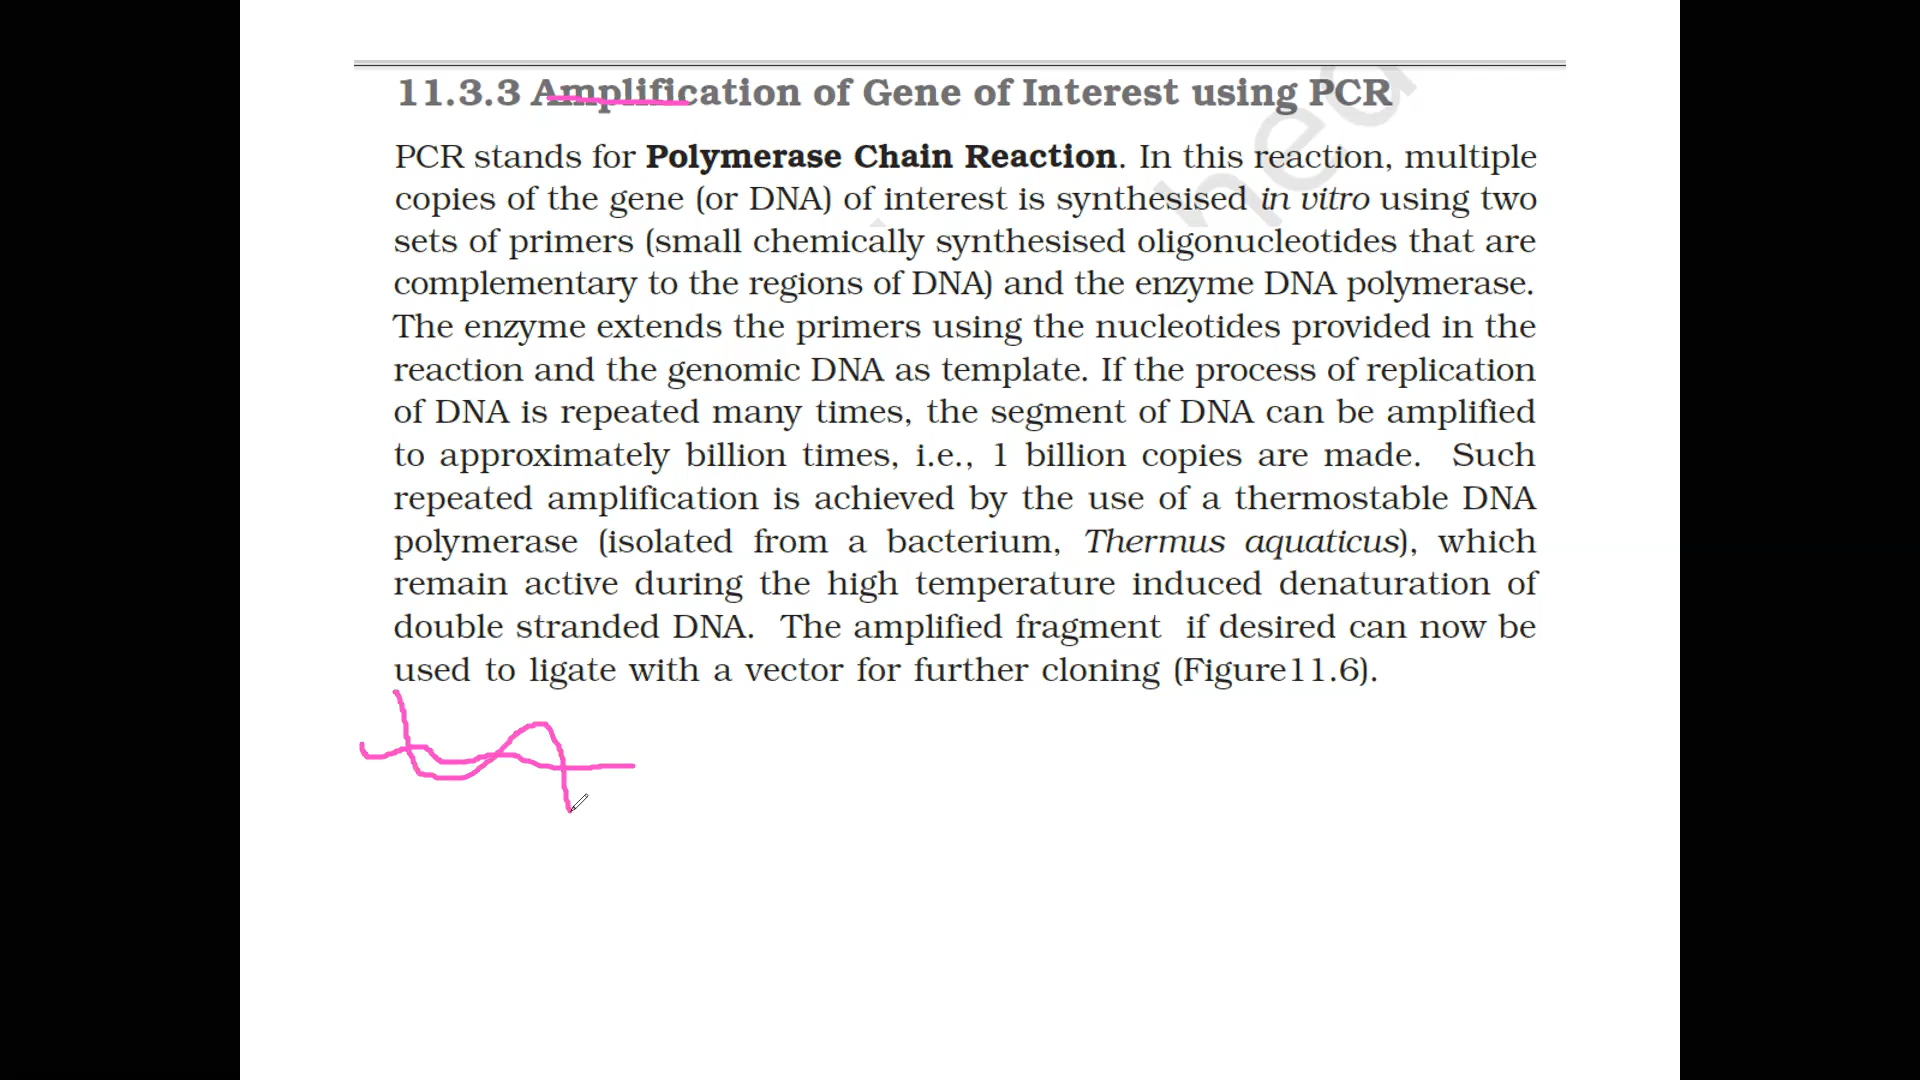 11.3.3 Amplification of Gene of Interest using PCR
PCR stands for Polymerase Chain Reaction. In this reaction, multiple
copies of the gene (or DNA) of interest is synthesised in vitro using two
sets of primers (small chemically synthesised oligonucleotides that are
complementary to the regions of DNA) and the enzyme DNA polymerase.
The enzyme extends the primers using the nucleotides provided in the
reaction and the genomic DNA as template. If the process of replication
of DNA is repeated many times, the segment of DNA can be amplified
to approximately billion times, i.e., 1 billion copies are made. Such
repeated amplification is achieved by the use of a thermostable DNA
polymerase (isolated from a bacterium, Thermus aquaticus), which
remain active during the high temperature induced denaturation of
double stranded DNA. The amplified fragment if desired can now be
used to ligate with a vector for further cloning (Figure11.6).